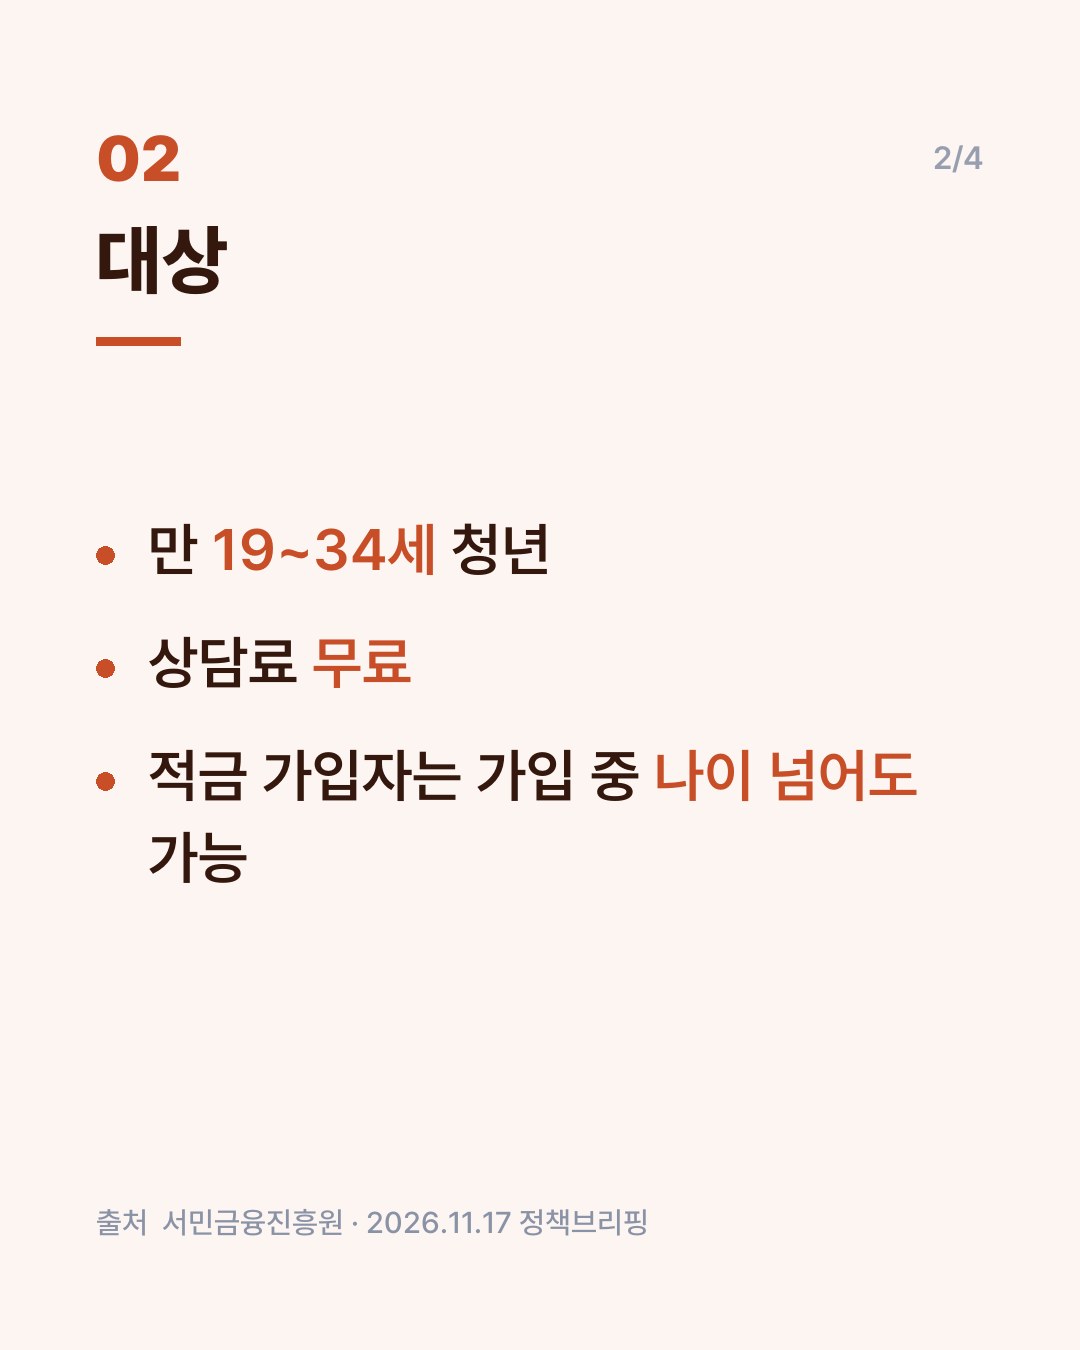 02
2/4
대상
• 만 19~34세 청년
• 상담료 무료
• 적금 가입자는 가입 중 나이 넘어도
가능
출처 서민금융진흥원 · 2026.11.17 정책브리핑